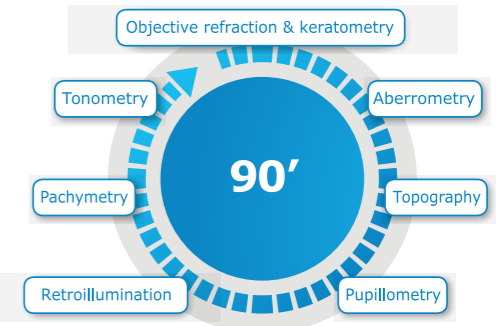 Objective refraction & keratometry
Tonometry
Aberrometry
90′
Pachymetry
Topography
Retroillumination
Pupillometry